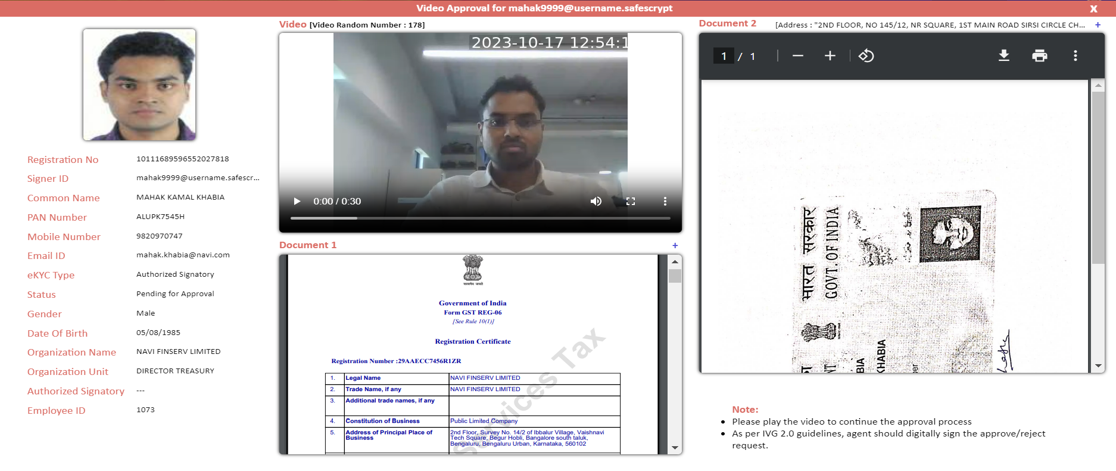 Video Approval for mahak9999@username.safescrypt
X
Registration No 10111689596552027818
Signer ID mahak9999@username.safescr...
Common Name MAHAK KAMAL KHABIA
PAN Number ALUPK7545H
Mobile Number 9820970747
Email ID mahak.khabia@navi.com
eKYC Type Authorized Signatory
Status Pending for Approval
Gender Male
Date Of Birth 05/08/1985
Organization Name NAVI FINSERV LIMITED
Organization Unit DIRECTOR TREASURY
Authorized Signatory ---
Employee ID 1073
Video [Video Random Number : 178]
2023-10-17 12:54:1
0:00 / 0:30
Document 1 +
Government of India
Form GST REG-06
[See Rule 10(1)]
Registration Certificate
Registration Number :29AAECC7456R1ZR
1. Legal Name NAVI FINSERV LIMITED
2. Trade Name, if any NAVI FINSERV LIMITED
3. Additional trade names, if any
4. Constitution of Business Public Limited Company
5. Address of Principal Place of Business 2nd Floor, Survey No. 14/2 of Ibbalur Village, Vaishnavi
Tech Square, Begur Hobli, Bangalore south taluk,
Bengaluru, Bengaluru Urban, Karnataka, 560102
Services Tax
Document 2 [Address : "2ND FLOOR, NO 145/12, NR SQUARE, 1ST MAIN ROAD SIRSI CIRCLE CH... +
1 / 1
भारत सरकार
GOVT. OF INDIA
KHABIA
Note:
Please play the video to continue the approval process
As per IVG 2.0 guidelines, agent should digitally sign the approve/reject
request.